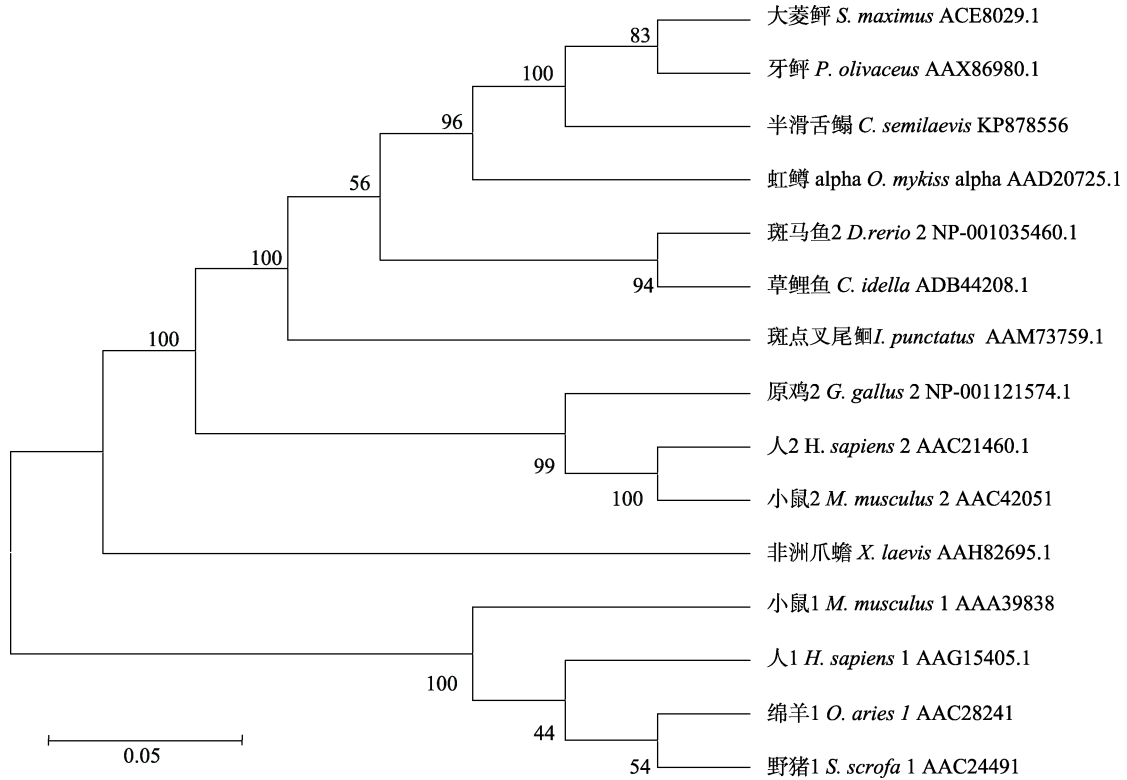 大菱鲆 S. maximus ACE8029.1
83
牙鲆 P. olivaceus AAX86980.1
100
半滑舌鳎 C. semilaevis KP878556
96
虹鳟 alpha O. mykiss alpha AAD20725.1
56
斑马鱼2 D.rerio 2 NP-001035460.1
100
94
草鲤鱼 C. idella ADB44208.1
100
斑点叉尾鮰I. punctatus AAM73759.1
原鸡2 G. gallus 2 NP-001121574.1
人2 H. sapiens 2 AAC21460.1
99
100
小鼠2 M. musculus 2 AAC42051
非洲爪蟾 X. laevis AAH82695.1
小鼠1 M. musculus 1 AAA39838
人1 H. sapiens 1 AAG15405.1
100
绵羊1 O. aries 1 AAC28241
44
0.05
54
野猪1 S. scrofa 1 AAC24491